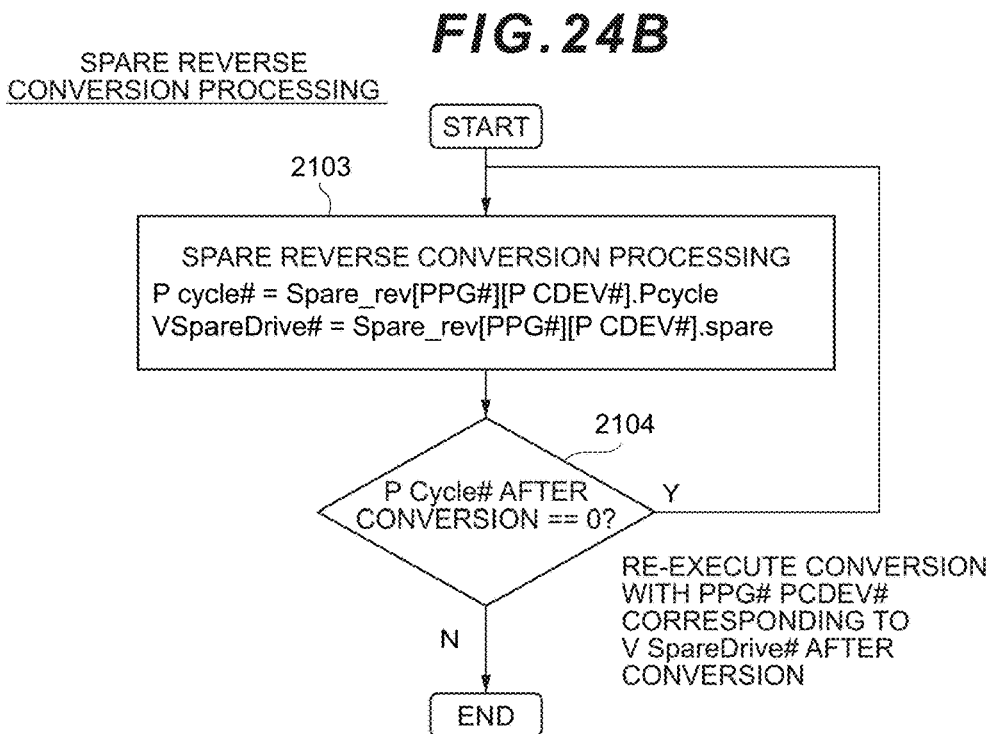 FIG.24B
SPARE REVERSE
CONVERSION PROCESSING
START
2103
SPARE REVERSE CONVERSION PROCESSING
P cycle# = Spare_rev[PPG#][P CDEV#].Pcycle
VSpareDrive# = Spare_rev[PPG#][P CDEV#].spare
2104
P Cycle# AFTER
CONVERSION == 0?
Y
RE-EXECUTE CONVERSION
WITH PPG# PCDEV#
CORRESPONDING TO
V SpareDrive# AFTER
CONVERSION
N
END